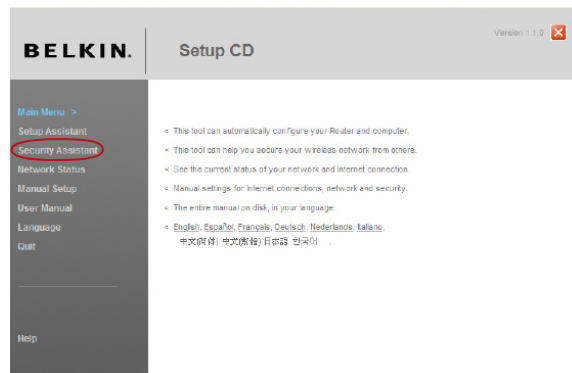 BELKIN.
Setup CD
Version 1.1.0
Main Menu >
Setup Assistant
< This tool can automatically configure your Router and computer.
Security Assistant
< This tool can help you secure your wireless network from others.
Network Status
< See the current status of your network and Internet connection.
Manual Setup
< Manual settings for Internet connections, network and security.
User Manual
< The entire manual on disk, in your language.
Language
< English, Español, Français, Deutsch, Nederlands, Italiano,
中文(简体) 中文(繁體) 日本語 한국어
Quit
Help